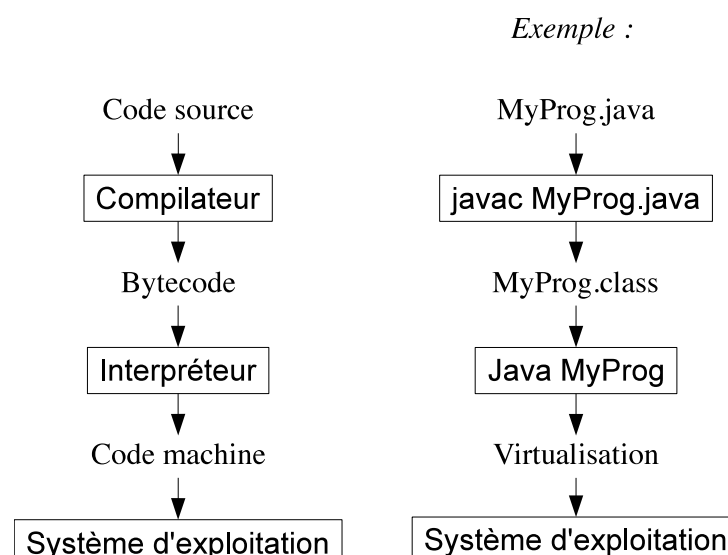 Exemple :
Code source
Compilateur
Bytecode
Interpréteur
Code machine
Système d'exploitation
MyProg.java
javac MyProg.java
MyProg.class
Java MyProg
Virtualisation
Système d'exploitation